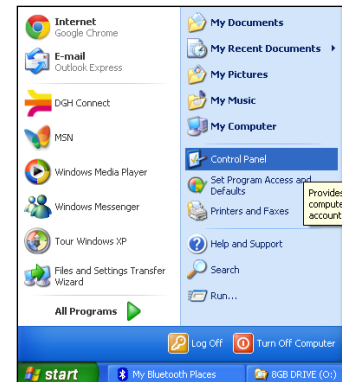 Internet
Google Chrome
E-mail
Outlook Express
DGH Connect
MSN
Windows Media Player
Windows Messenger
Tour Windows XP
Files and Settings Transfer
Wizard
All Programs
My Documents
My Recent Documents
My Pictures
My Music
My Computer
Control Panel
Set Program Access and
Defaults
Printers and Faxes
Provides
compute
account
Help and Support
Search
Run...
Log Off
Turn Off Computer
start
My Bluetooth Places
8GB DRIVE (O:)